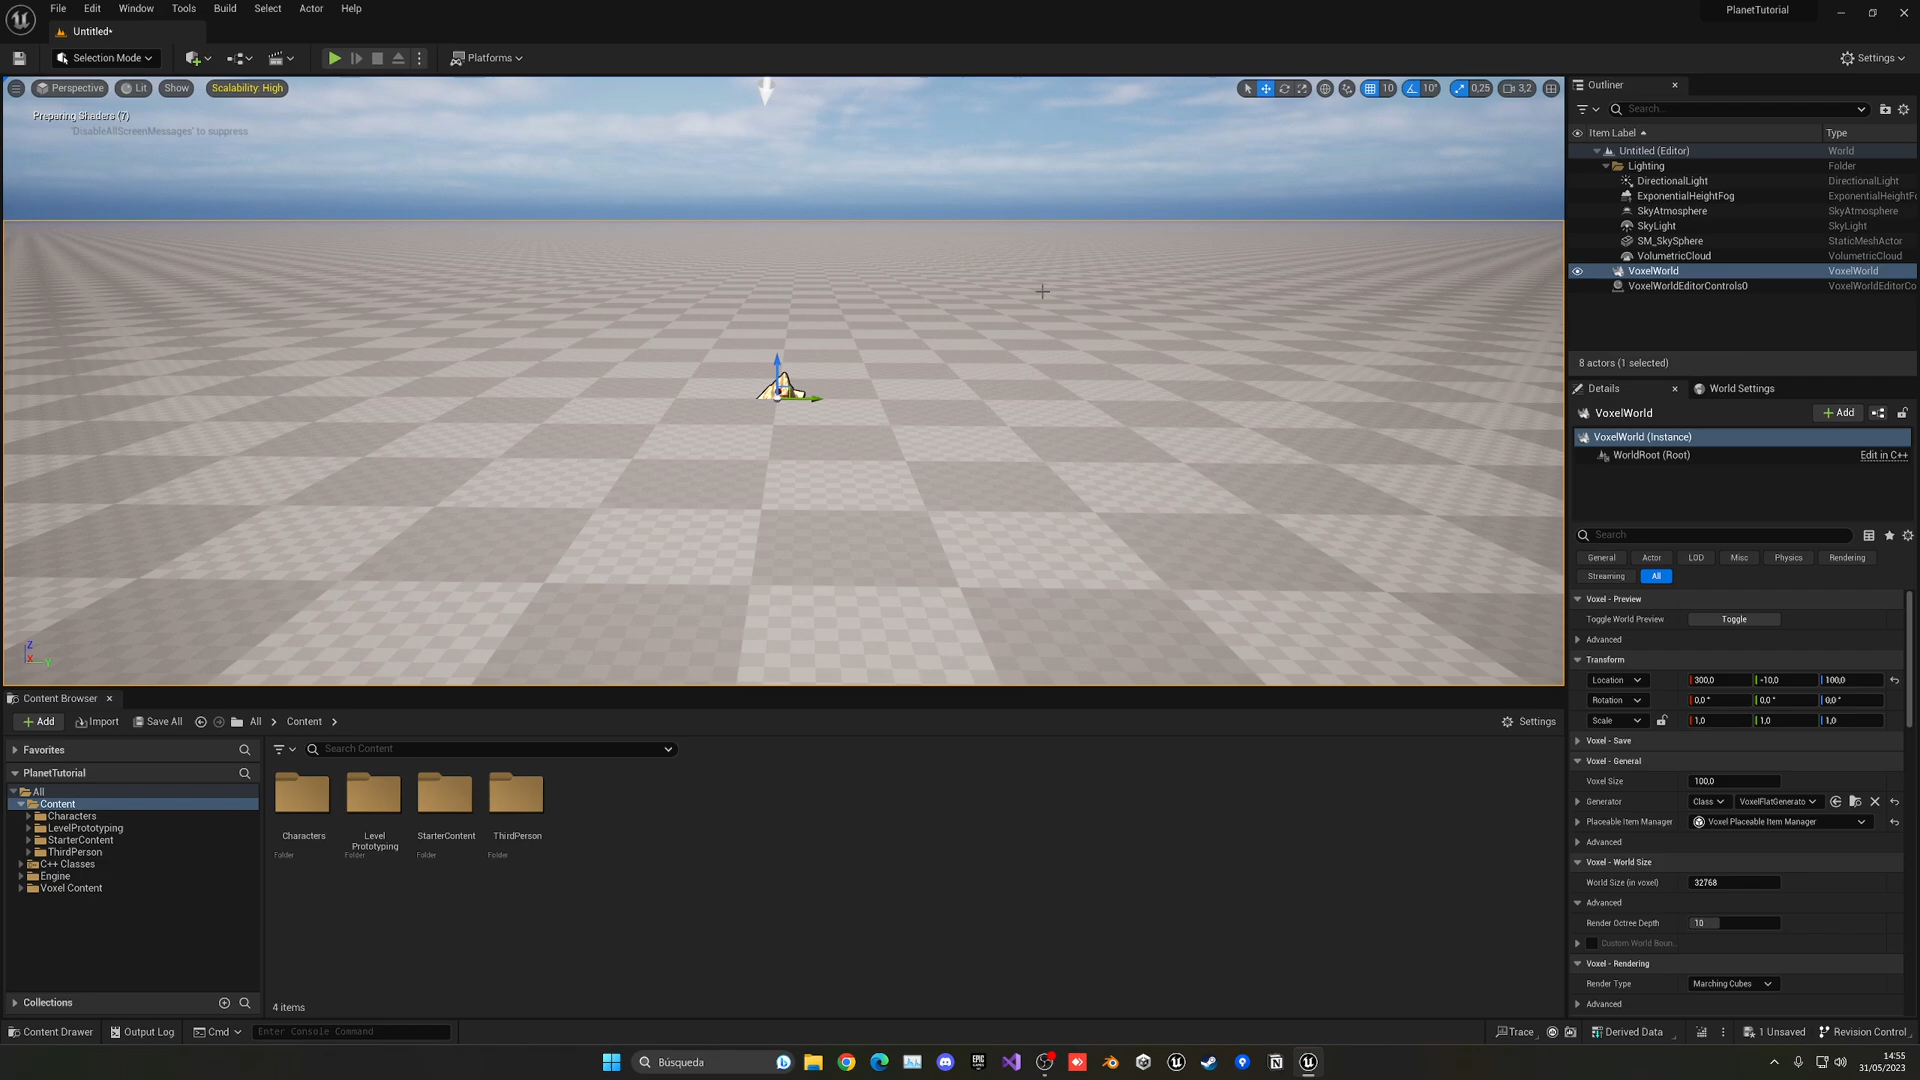 File Edit Window Tools Build Select Actor Help
PlanetTutorial
Untitled*
Selection Mode
Platforms
Settings
Perspective Lit Show Scalability: High
10 10° 0,25 3,2
Preparing Shaders (7)
'DisableAllScreenMessages' to suppress
Z
X Y
Outliner
Search...
Item Label Type
Untitled (Editor) World
Lighting Folder
DirectionalLight DirectionalLight
ExponentialHeightFog ExponentialHeightFo
SkyAtmosphere SkyAtmosphere
SkyLight SkyLight
SM_SkySphere StaticMeshActor
VolumetricCloud VolumetricCloud
VoxelWorld VoxelWorld
VoxelWorldEditorControls0 VoxelWorldEditorCo
8 actors (1 selected)
Details World Settings
VoxelWorld Add
VoxelWorld (Instance)
WorldRoot (Root) Edit in C++
Search
General Actor LOD Misc Physics Rendering
Streaming All
Voxel - Preview
Toggle World Preview Toggle
Advanced
Transform
Location 300,0 -10,0 100,0
Rotation 0,0 ° 0,0 ° 0,0 °
Scale 1,0 1,0 1,0
Voxel - Save
Voxel - General
Voxel Size 100,0
Generator Class VoxelFlatGenerato
Placeable Item Manager Voxel Placeable Item Manager
Advanced
Voxel - World Size
World Size (in voxel) 32768
Advanced
Render Octree Depth 10
Custom World Boun..
Voxel - Rendering
Render Type Marching Cubes
Advanced
Content Browser
Add Import Save All All Content Settings
Favorites
PlanetTutorial
All
Content
Characters
LevelPrototyping
StarterContent
ThirdPerson
C++ Classes
Engine
Voxel Content
Collections
Search Content
Characters
Folder
Level
Prototyping
Folder
StarterContent
Folder
ThirdPerson
Folder
4 items
Content Drawer Output Log Cmd Enter Console Command
Trace Derived Data 1 Unsaved Revision Control
Búsqueda
14:55
31/05/2023